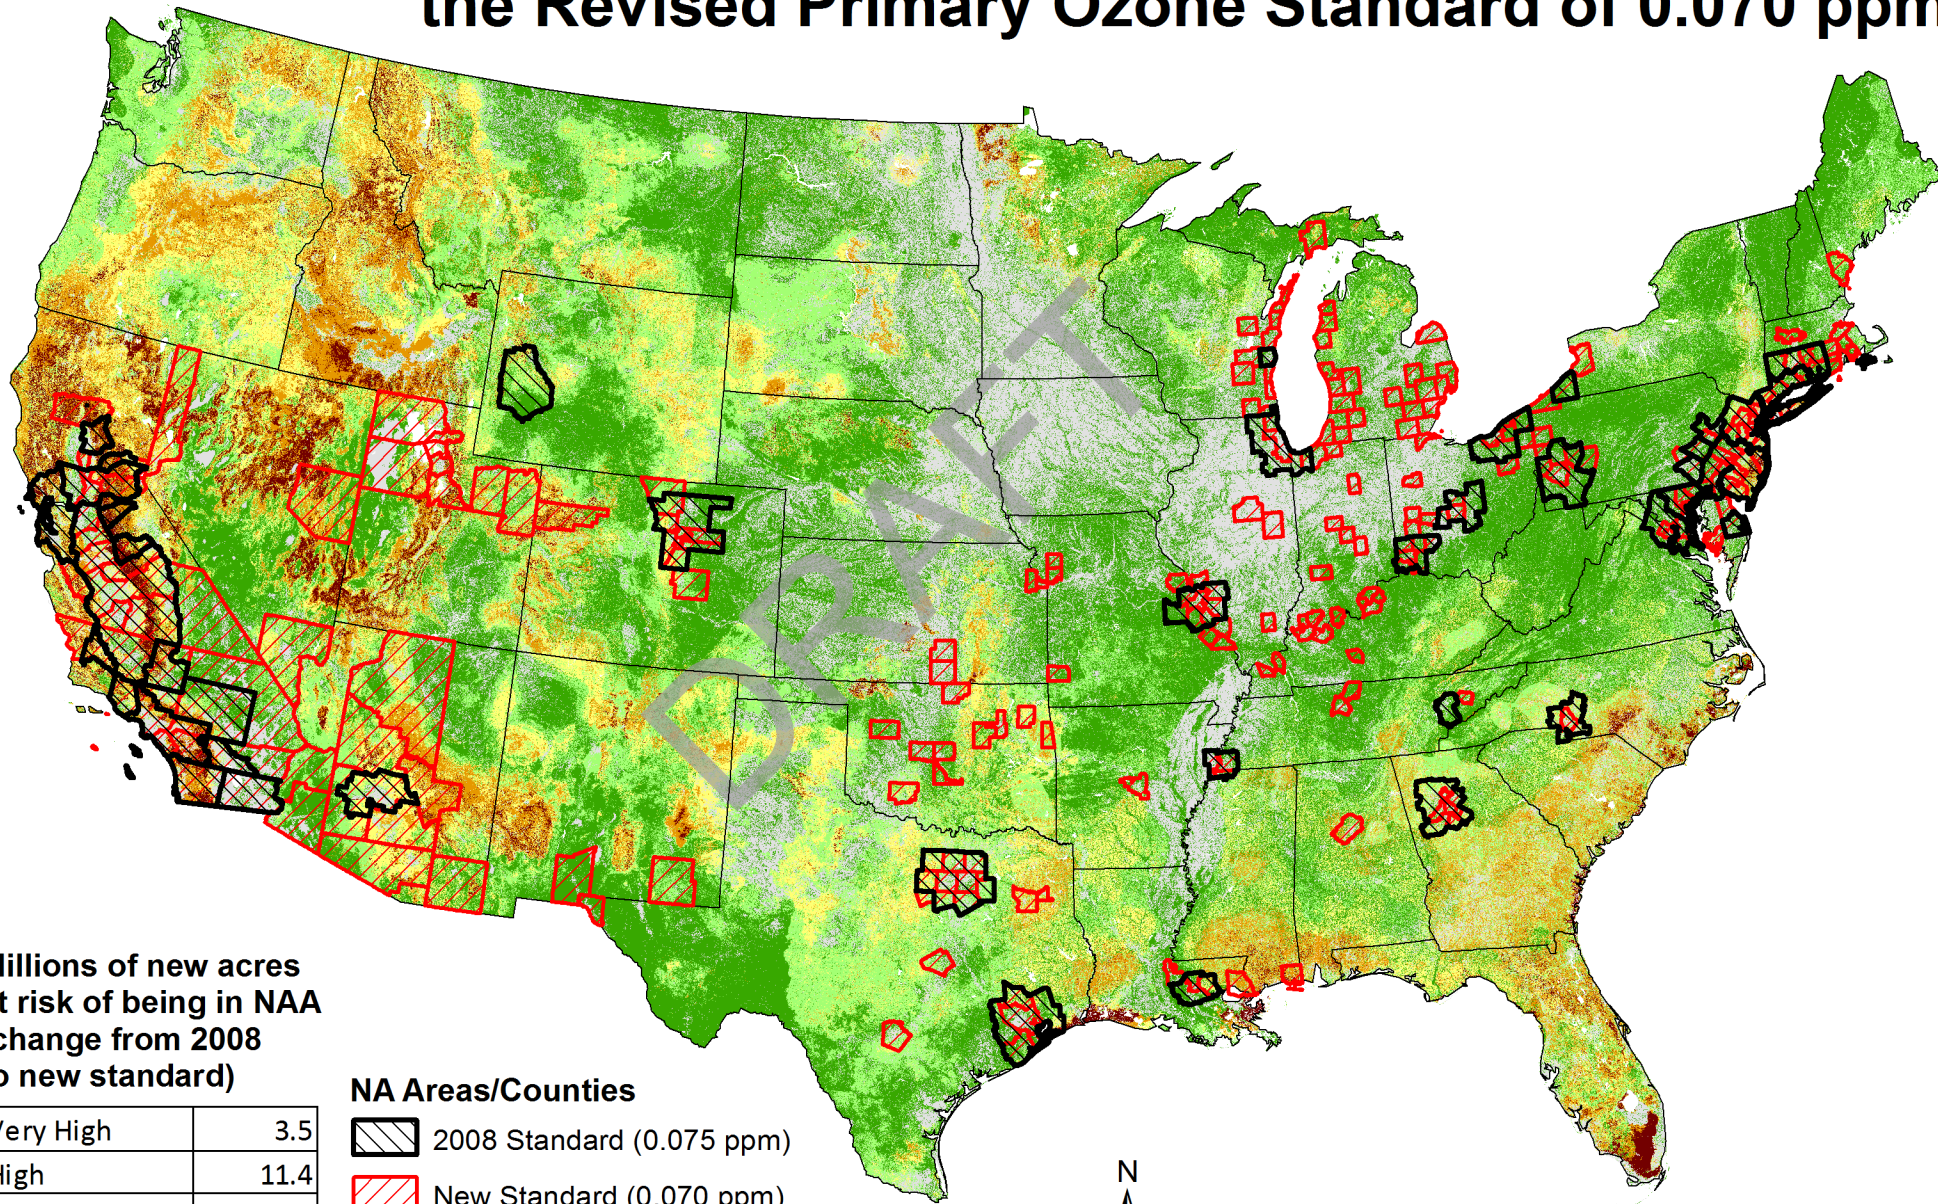 the Revised Primary Ozone Standard of 0.070 ppm
DRAFT
illions of new acres
t risk of being in NAA
change from 2008
o new standard)
Very High 3.5
High 11.4
NA Areas/Counties
2008 Standard (0.075 ppm)
New Standard (0.070 ppm)
N